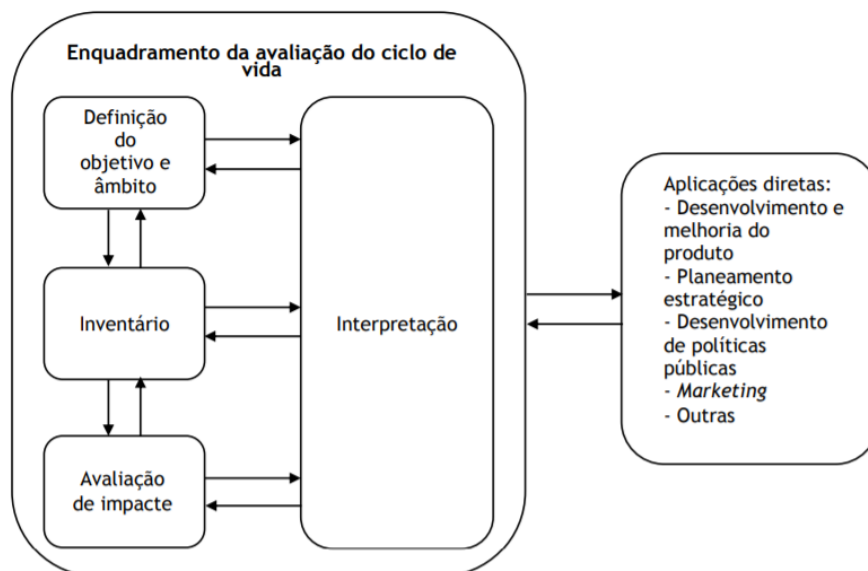 Enquadramento da avaliação do ciclo de
vida
Definição
do
objetivo e
âmbito
Inventário
Avaliação
de impacte
Interpretação
Aplicações diretas:
- Desenvolvimento e
melhoria do
produto
- Planeamento
estratégico
- Desenvolvimento
de políticas
públicas
- Marketing
- Outras